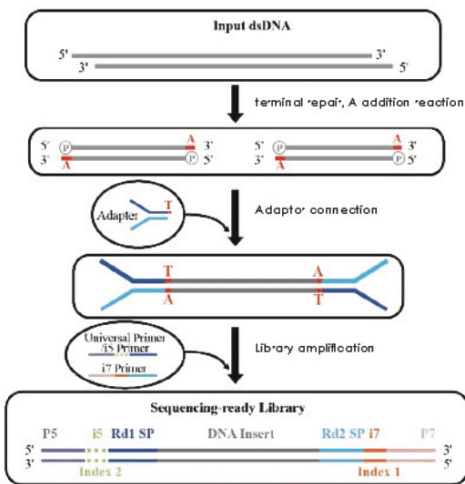 Input dsDNA
5' 3'
3' 5'
terminal repair, A addition reaction
5' P A 3' 5' P A 3'
3' A P 5' 3' A P 5'
Adapter T
Adaptor connection
T A
A T
Universal Primer
/i5 Primer
i7 Primer
Library amplification
Sequencing-ready Library
P5 i5 Rd1 SP DNA Insert Rd2 SP i7 P7
5' 3'
3' 5'
Index 2 Index 1